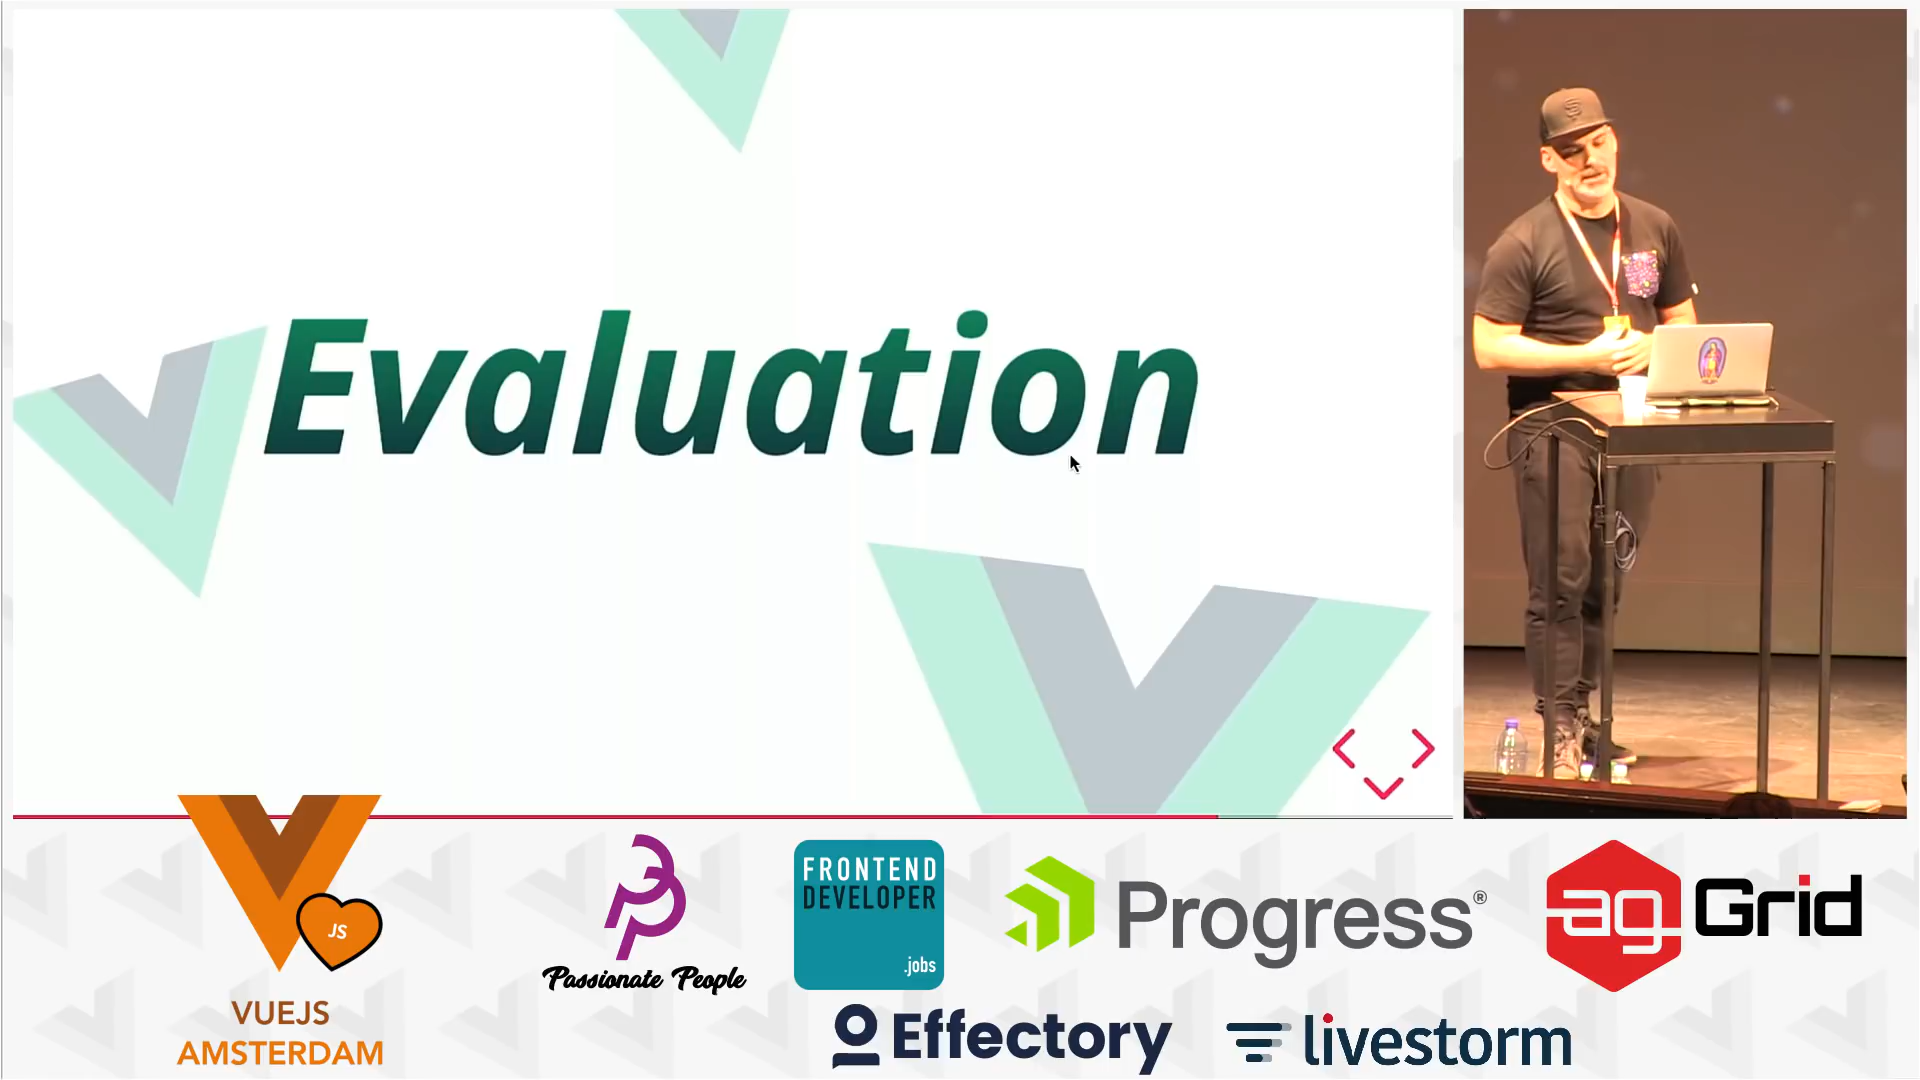 Evaluation
JS
VUEJS
AMSTERDAM
Passionate People
FRONTEND
DEVELOPER
.jobs
Progress®
ag Grid
Effectory
livestorm